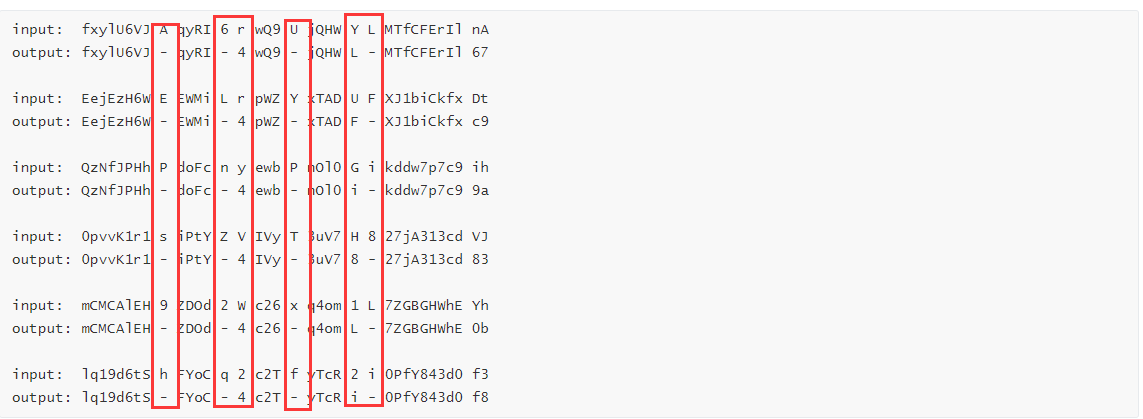 input:  fxylU6VJ A qyRI 6 r wQ9 U jQHW Y L MTfCFErIl nA
output: fxylU6VJ - qyRI - 4 wQ9 - jQHW L - MTfCFErIl 67
input:  EejEzH6W E EWMi L r pWZ Y xTAD U F XJ1biCkfx Dt
output: EejEzH6W - EWMi - 4 pWZ - xTAD F - XJ1biCkfx c9
input:  QzNfJPHh P doFc n y ewb P nOl0 G i kddw7p7c9 ih
output: QzNfJPHh - doFc - 4 ewb - nOl0 i - kddw7p7c9 9a
input:  0pvvK1r1 s iPtY Z V IVy T 3uV7 H 8 27jA313cd VJ
output: 0pvvK1r1 - iPtY - 4 IVy - 3uV7 8 - 27jA313cd 83
input:  mCMCAlEH 9 ZDOd 2 W c26 x q4om 1 L 7ZGBGHWhE Yh
output: mCMCAlEH - ZDOd - 4 c26 - q4om L - 7ZGBGHWhE 0b
input:  lq19d6tS h FYoC q 2 c2T f yTcR 2 i 0PfY843d0 f3
output: lq19d6tS - FYoC - 4 c2T - yTcR i - 0PfY843d0 f8